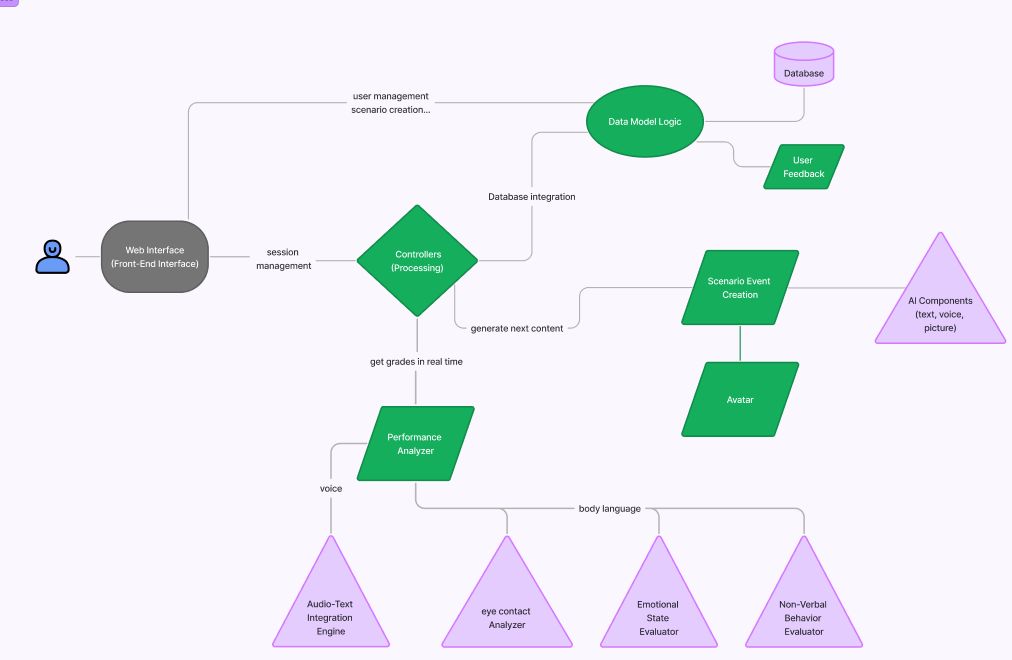 Database
user management
scenario creation...
Data Model Logic
User
Feedback
Database integration
Web Interface
(Front-End Interface)
session
management
Controllers
(Processing)
Scenario Event
Creation
AI Components
(text, voice,
picture)
generate next content
get grades in real time
Avatar
Performance
Analyzer
voice
body language
Audio-Text
Integration
Engine
eye contact
Analyzer
Emotional
State
Evaluator
Non-Verbal
Behavior
Evaluator